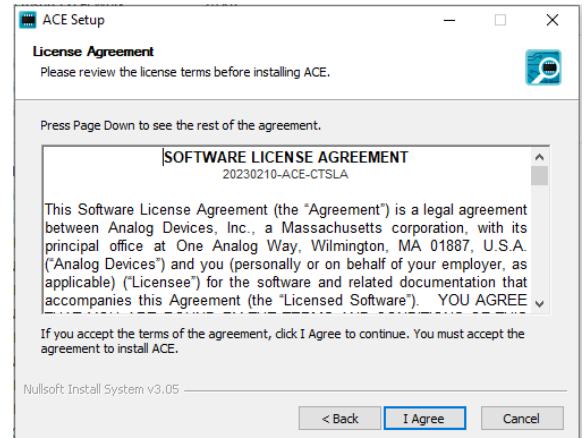 ACE Setup
License Agreement
Please review the license terms before installing ACE.
Press Page Down to see the rest of the agreement.
SOFTWARE LICENSE AGREEMENT
20230210-ACE-CTSLA
This Software License Agreement (the “Agreement”) is a legal agreement
between Analog Devices, Inc., a Massachusetts corporation, with its
principal office at One Analog Way, Wilmington, MA 01887, U.S.A.
(“Analog Devices”) and you (personally or on behalf of your employer, as
applicable) (“Licensee”) for the software and related documentation that
accompanies this Agreement (the “Licensed Software”). YOU AGREE
If you accept the terms of the agreement, click I Agree to continue. You must accept the
agreement to install ACE.
Nullsoft Install System v3.05
< Back
I Agree
Cancel